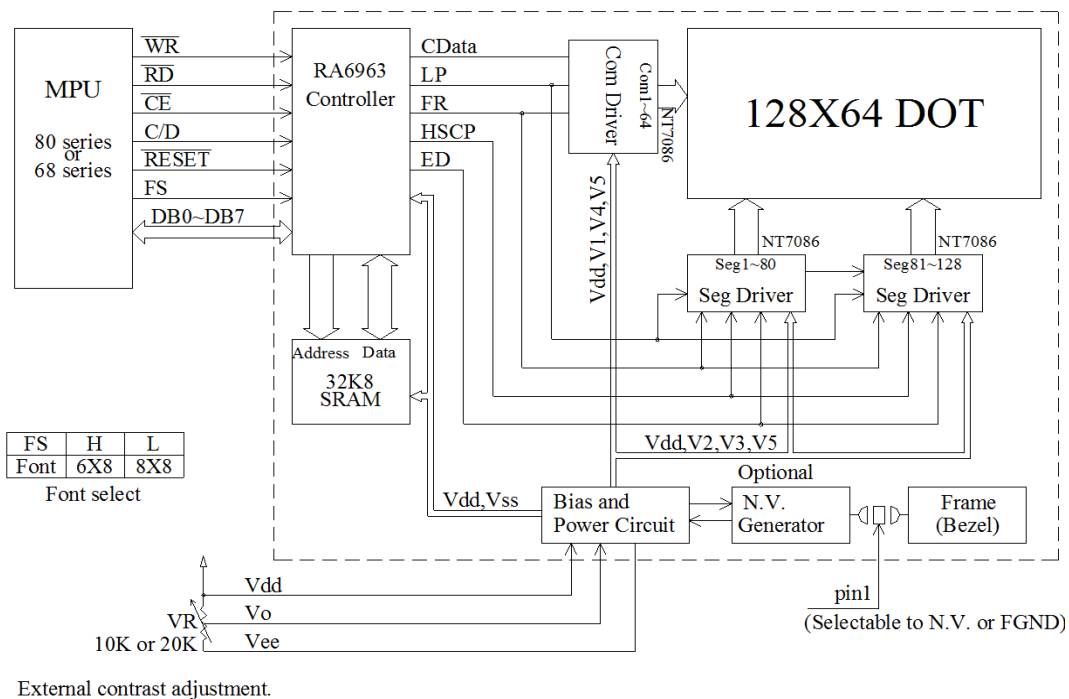 MPU
80 series
or
68 series
WR
RD
CE
C/D
RESET
FS
DB0~DB7
RA6963
Controller
CData
LP
FR
HSCP
ED
Com Driver
Com1~64
NT7086
128X64 DOT
Vdd,V1,V4,V5
NT7086
NT7086
Seg1~80
Seg Driver
Seg81~128
Seg Driver
Address Data
32K8
SRAM
FS H L
Font 6X8 8X8
Font select
Vdd,V2,V3,V5
Vdd,Vss
Bias and
Power Circuit
Optional
N.V.
Generator
Frame
(Bezel)
pin1
(Selectable to N.V. or FGND)
Vdd
Vo
Vee
VR
10K or 20K
External contrast adjustment.